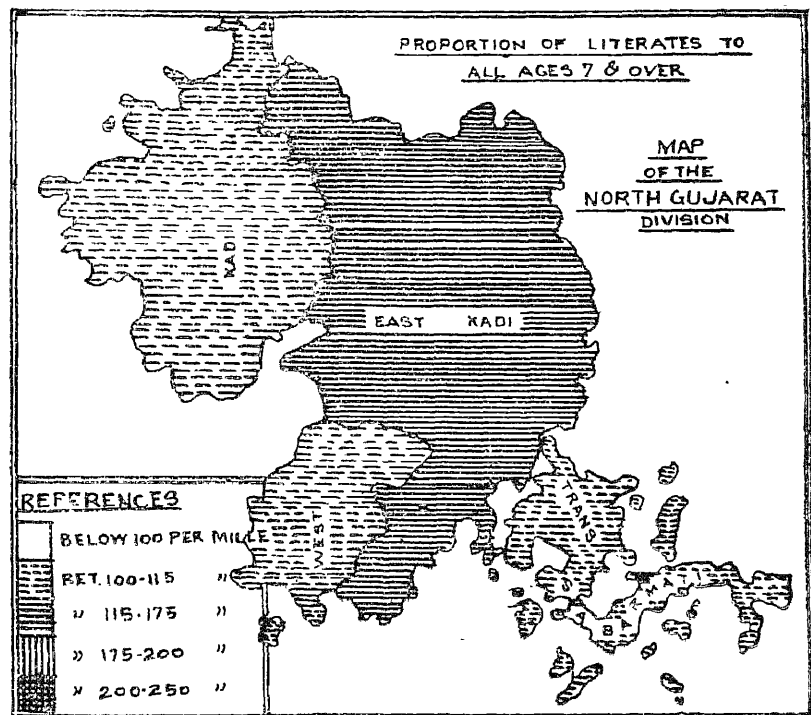 PROPORTION OF LITERATES TO
ALL AGES 7 & OVER
MAP
OF THE
NORTH GUJARAT
DIVISION
KADI
EAST KADI
WEST
TRANS
SABARMATI
REFERENCES
BELOW 100 PER MILLE
BET. 100-115 "
" 115-175 "
" 175-200 "
" 200-250 "